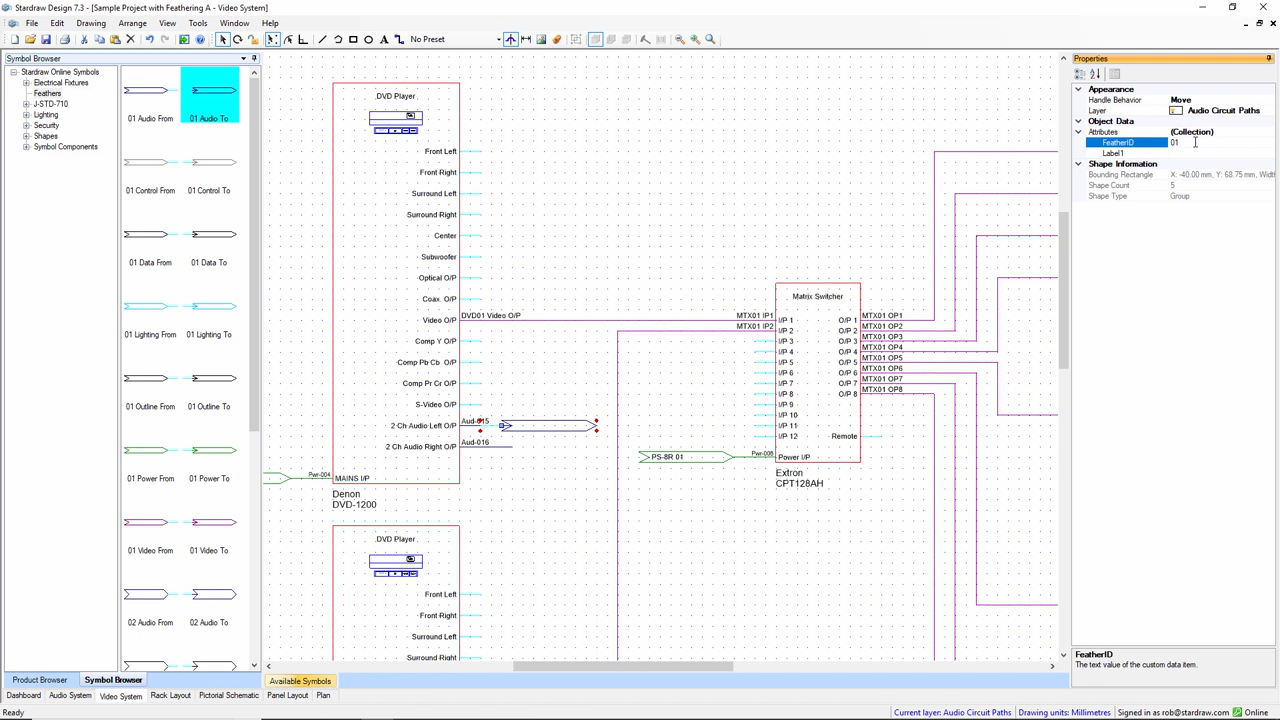 Stardraw Design 7.3 - [Sample Project with Feathering A - Video System]
File Edit Drawing Arrange View Tools Window Help
No Preset
Symbol Browser
Stardraw Online Symbols
Electrical Fixtures
Feathers
J-STD-710
Lighting
Security
Shapes
Symbol Components
01 Audio From 01 Audio To
01 Control From 01 Control To
01 Data From 01 Data To
01 Lighting From 01 Lighting To
01 Outline From 01 Outline To
01 Power From 01 Power To
01 Video From 01 Video To
02 Audio From 02 Audio To
DVD Player
Front Left
Front Right
Surround Left
Surround Right
Center
Subwoofer
Optical O/P
Coax. O/P
Video O/P DVD01 Video O/P
Comp Y O/P
Comp Pb Cb O/P
Comp Pr Cr O/P
S-Video O/P
2 Ch Audio Left O/P Aud-015
2 Ch Audio Right O/P Aud-016
Pwr-004 MAINS I/P
Denon
DVD-1200
DVD Player
Front Left
Front Right
Surround Left
Surround Right
Matrix Switcher
MTX01 IP1 I/P 1 O/P 1 MTX01 OP1
MTX01 IP2 I/P 2 O/P 2 MTX01 OP2
I/P 3 O/P 3 MTX01 OP3
I/P 4 O/P 4 MTX01 OP4
I/P 5 O/P 5 MTX01 OP5
I/P 6 O/P 6 MTX01 OP6
I/P 7 O/P 7 MTX01 OP7
I/P 8 O/P 8 MTX01 OP8
I/P 9
I/P 10
I/P 11
I/P 12 Remote
PS-8R 01 Pwr-006 Power I/P
Extron
CPT128AH
Properties
Appearance
Handle Behavior Move
Layer Audio Circuit Paths
Object Data
Attributes (Collection)
FeatherID 01
Label1
Shape Information
Bounding Rectangle X: -40.00 mm, Y: 68.75 mm, Width
Shape Count 5
Shape Type Group
FeatherID
The text value of the custom data item.
Product Browser Symbol Browser Available Symbols
Dashboard Audio System Video System Rack Layout Pictorial Schematic Panel Layout Plan
Ready Current layer: Audio Circuit Paths Drawing units: Millimetres Signed in as rob@stardraw.com Online